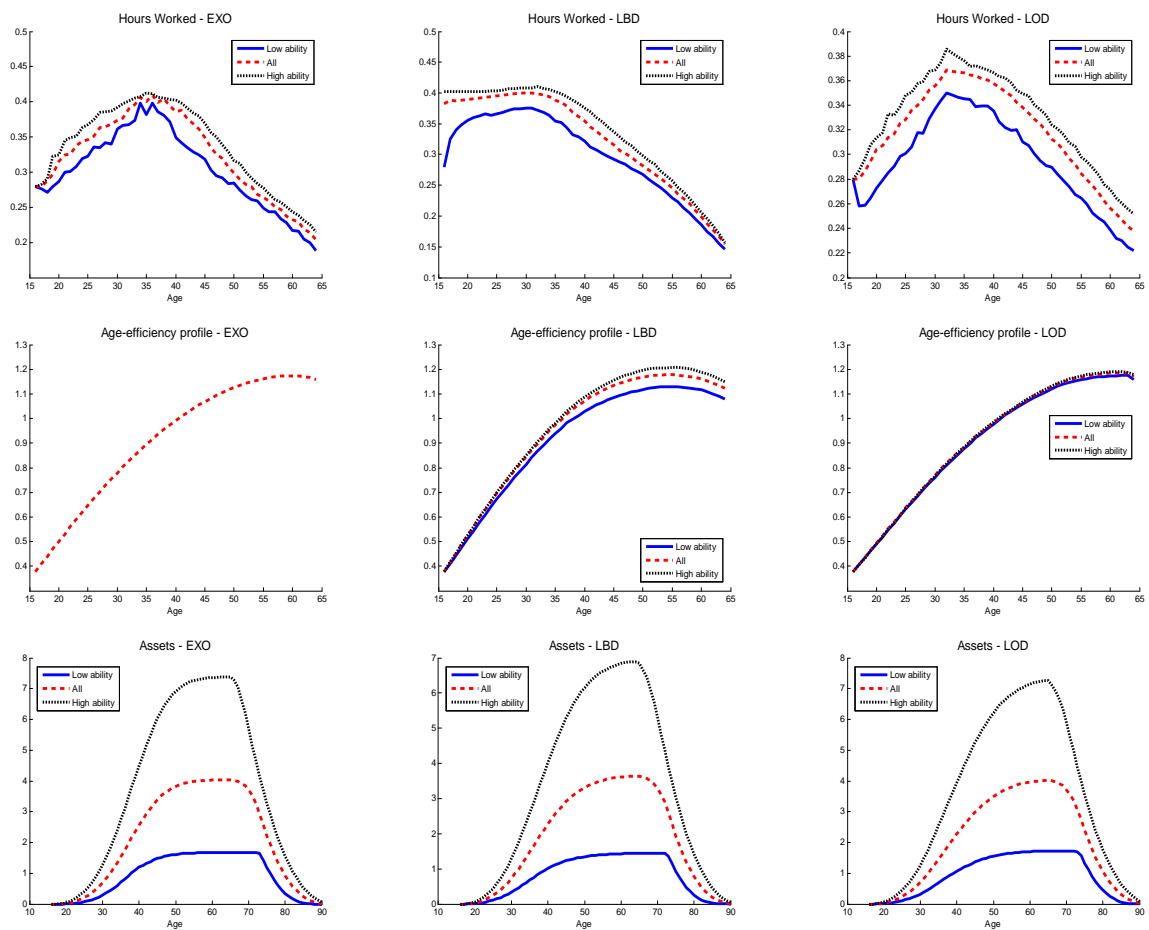 Hours Worked - EXO
0.5
0.45
0.4
0.35
0.3
0.25
0.2
15 20 25 30 35 40 45 50 55 60 65
Age
Low ability
All
High ability
Hours Worked - LBD
0.5
0.45
0.4
0.35
0.3
0.25
0.2
0.15
0.1
15 20 25 30 35 40 45 50 55 60 65
Age
Low ability
All
High ability
Hours Worked - LOD
0.4
0.38
0.36
0.34
0.32
0.3
0.28
0.26
0.24
0.22
0.2
15 20 25 30 35 40 45 50 55 60 65
Age
Low ability
All
High ability
Age-efficiency profile - EXO
1.3
1.2
1.1
1
0.9
0.8
0.7
0.6
0.5
0.4
15 20 25 30 35 40 45 50 55 60 65
Age
Age-efficiency profile - LBD
1.3
1.2
1.1
1
0.9
0.8
0.7
0.6
0.5
0.4
15 20 25 30 35 40 45 50 55 60 65
Age
Low ability
All
High ability
Age-efficiency profile - LOD
1.3
1.2
1.1
1
0.9
0.8
0.7
0.6
0.5
0.4
15 20 25 30 35 40 45 50 55 60 65
Age
Low ability
All
High ability
Assets - EXO
8
7
6
5
4
3
2
1
0
10 20 30 40 50 60 70 80 90
Age
Low ability
All
High ability
Assets - LBD
7
6
5
4
3
2
1
0
10 20 30 40 50 60 70 80 90
Age
Low ability
All
High ability
Assets - LOD
8
7
6
5
4
3
2
1
0
10 20 30 40 50 60 70 80 90
Age
Low ability
All
High ability